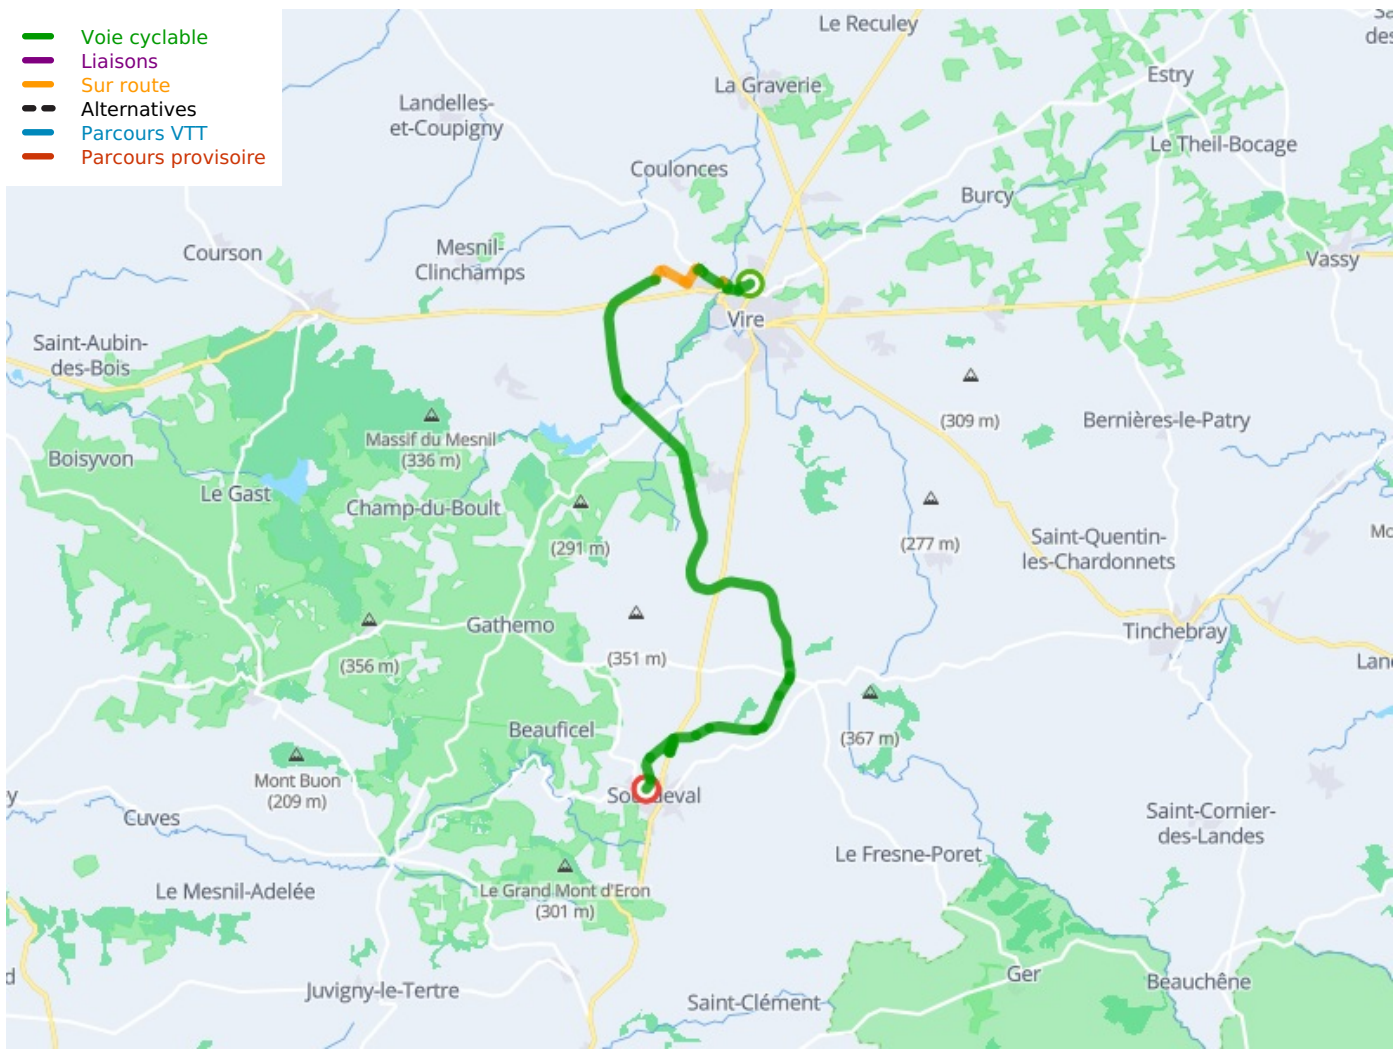 Voie cyclable
Liaisons
Sur route
Alternatives
Parcours VTT
Parcours provisoire
Le Reculey
La Graverie
Estry
Landelles-
et-Coupigny
Le Theil-Bocage
Coulonces
Burcy
Courson
Mesnil-
Clinchamps
Vassy
Vire
Saint-Aubin-
des-Bois
(309 m)
Bernières-le-Patry
Massif du Mesnil
(336 m)
Boisyvon
Le Gast
Champ-du-Boult
(291 m)
(277 m)
Saint-Quentin-
les-Chardonnets
Gathemo
Tinchebray
(356 m)
(351 m)
Beauficel
(367 m)
Mont Buon
(209 m)
Cuves
Saint-Cornier-
des-Landes
Le Fresne-Poret
Le Mesnil-Adelée
Le Grand Mont d'Eron
(301 m)
Ger
Beauchêne
Juvigny-le-Tertre
Saint-Clément